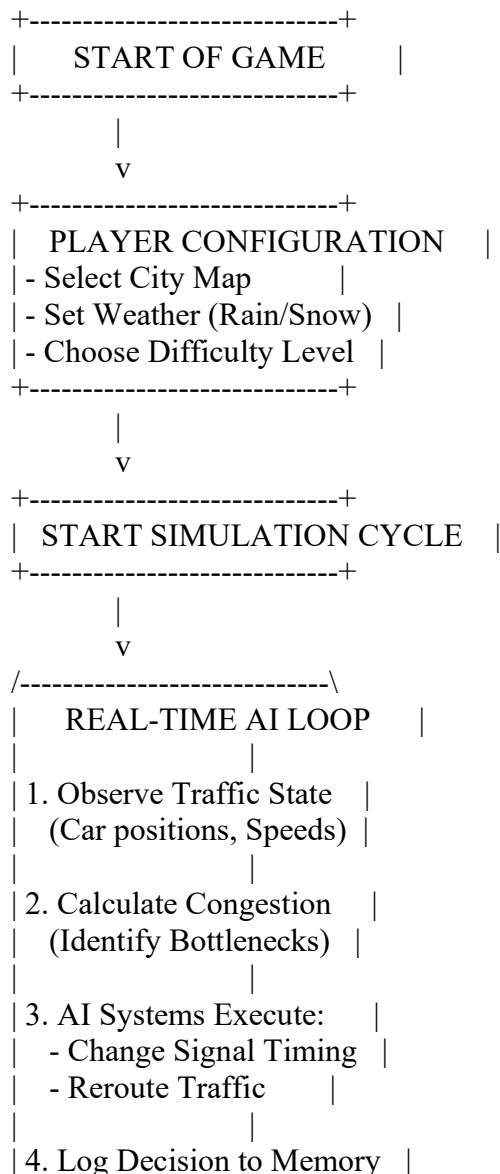 +-----------------------------+
|      START OF GAME        |
+-----------------------------+
|
v
+-----------------------------+
|    PLAYER CONFIGURATION    |
| - Select City Map          |
| - Set Weather (Rain/Snow)   |
| - Choose Difficulty Level   |
+-----------------------------+
|
v
+-----------------------------+
|   START SIMULATION CYCLE    |
+-----------------------------+
|
v
/-----------------------------\
|      REAL-TIME AI LOOP      |
|                |
| 1. Observe Traffic State    |
|    (Car positions, Speeds)  |
|                |
| 2. Calculate Congestion     |
|    (Identify Bottlenecks)   |
|                |
| 3. AI Systems Execute:      |
|    - Change Signal Timing   |
|    - Reroute Traffic       |
|                |
| 4. Log Decision to Memory   |